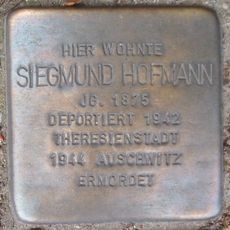 HIER WOHNTE
SIEGMUND HOFMANN
JG. 1875
DEPORTIERT 1942
THERESIENSTADT
1944 AUSCHWITZ
ERMORDET